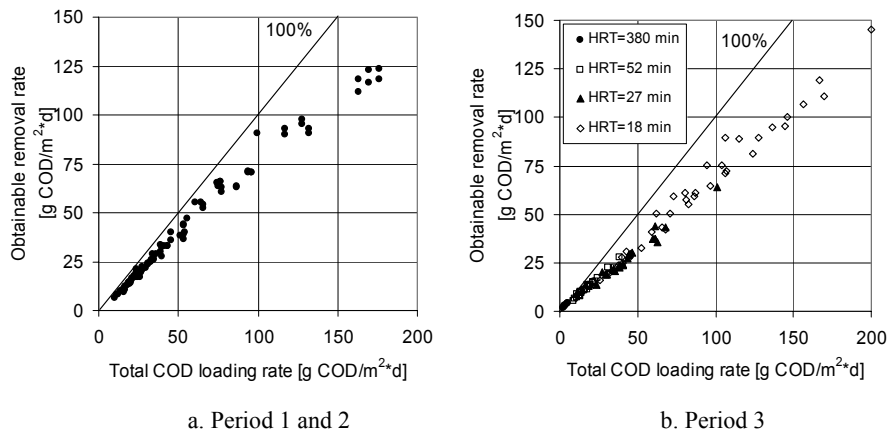 Obtainable removal rate
[g COD/m²*d]
150
125
100
75
50
25
0
100%
0 50 100 150 200
Total COD loading rate [g COD/m²*d]
a. Period 1 and 2
Obtainable removal rate
[g COD/m²*d]
150
125
100
75
50
25
0
HRT=380 min
HRT=52 min
HRT=27 min
HRT=18 min
100%
0 50 100 150 200
Total COD loading rate [g COD/m²*d]
b. Period 3